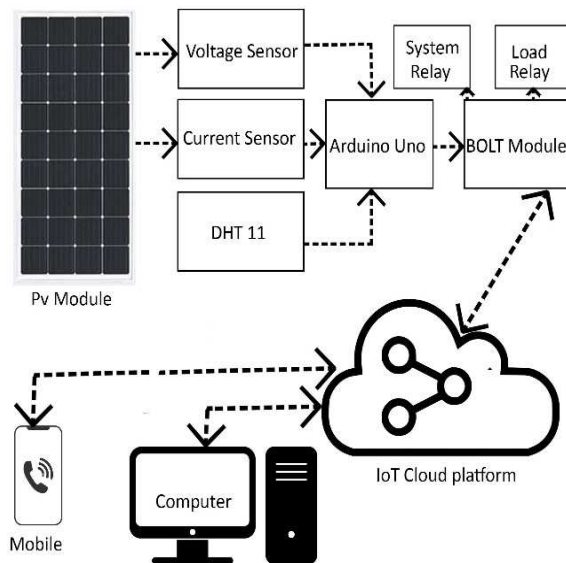 Voltage Sensor
System
Relay
Load
Relay
Current Sensor
Arduino Uno
BOLT Module
DHT 11
Pv Module
IoT Cloud platform
Computer
Mobile